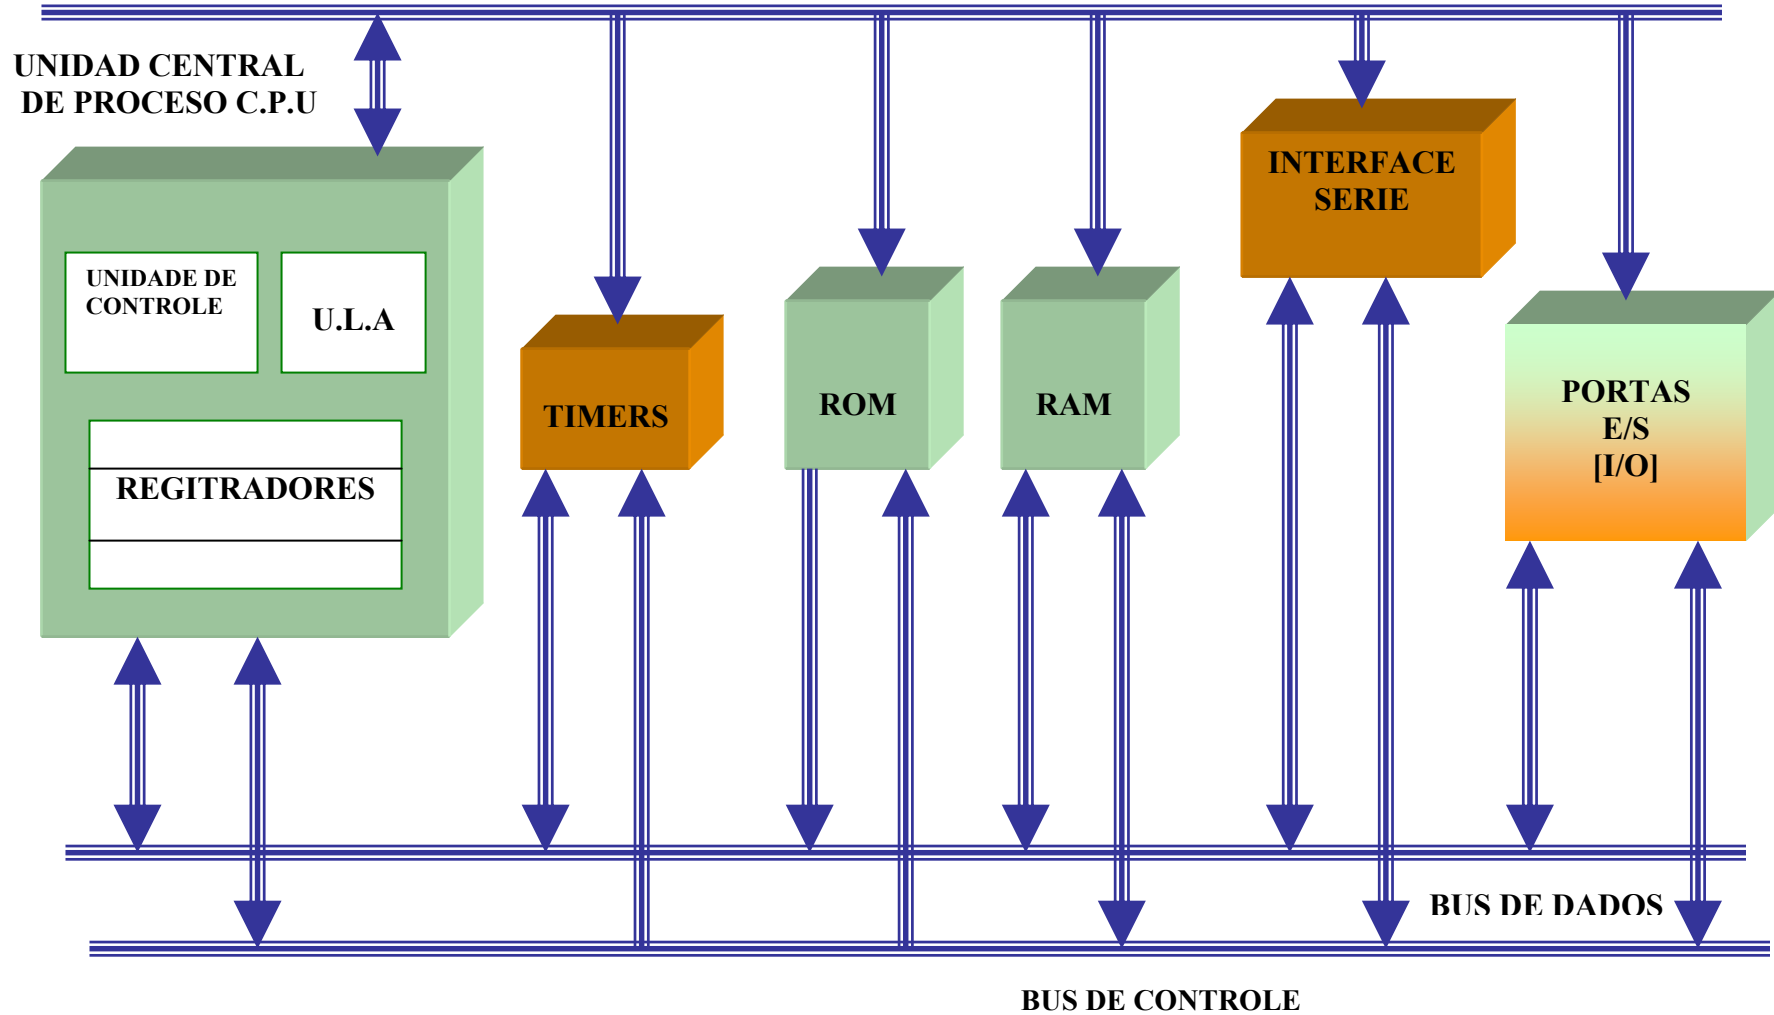 UNIDAD CENTRAL
DE PROCESO C.P.U
UNIDADE DE
CONTROLE
U.L.A
REGITRADORES
TIMERS
ROM
RAM
INTERFACE
SERIE
PORTAS
E/S
[I/O]
BUS DE DADOS
BUS DE CONTROLE